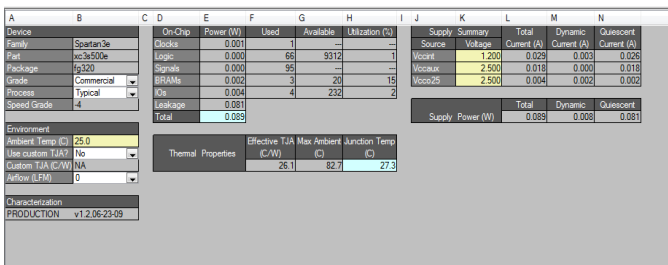 A B C D E F G H I J K L M N
Device On-Chip Power (W) Used Available Utilization (%) Supply Summary Total Dynamic Quiescent
Family Spartan3e Clocks 0.001 1 --- --- Source Voltage Current (A) Current (A) Current (A)
Part xc3s500e Logic 0.000 66 9312 1 Vccint 1.200 0.029 0.003 0.026
Package fg320 Signals 0.000 95 --- --- Vccaux 2.500 0.018 0.000 0.018
Grade Commercial BRAMs 0.002 3 20 15 Vcco25 2.500 0.004 0.002 0.002
Process Typical IOs 0.004 4 232 2
Speed Grade -4 Leakage 0.081 Total Dynamic Quiescent
Total 0.089 Supply Power (W) 0.089 0.008 0.081
Environment
Ambient Temp (C) 25.0 Effective TJA Max Ambient Junction Temp
Use custom TJA? No Thermal Properties (C/W) (C) (C)
Custom TJA (C/W) NA 26.1 82.7 27.3
Airflow (LFM) 0
Characterization
PRODUCTION v1.2,06-23-09